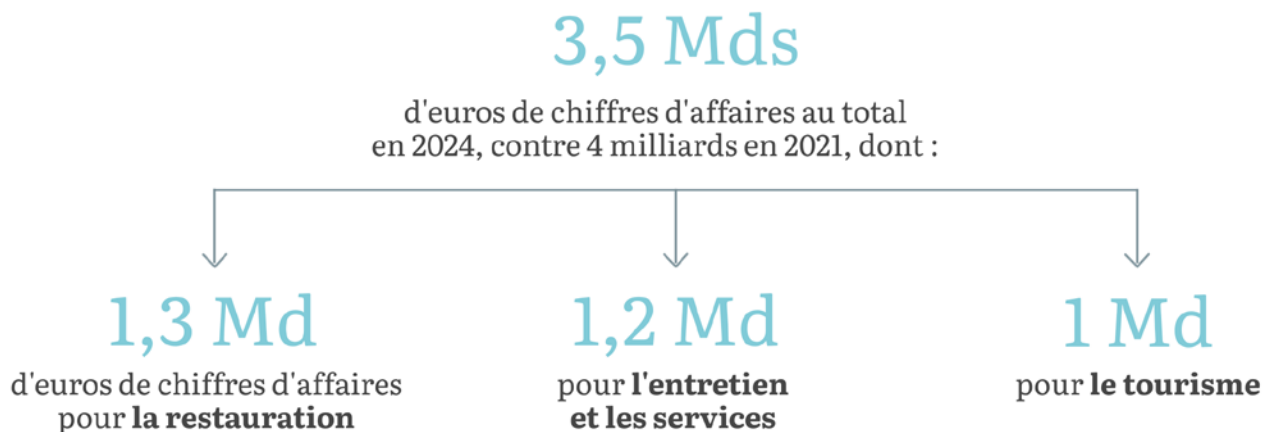 3,5 Mds
d'euros de chiffres d'affaires au total
en 2024, contre 4 milliards en 2021, dont :
1,3 Md
d'euros de chiffres d'affaires
pour la restauration
1,2 Md
pour l'entretien
et les services
1 Md
pour le tourisme